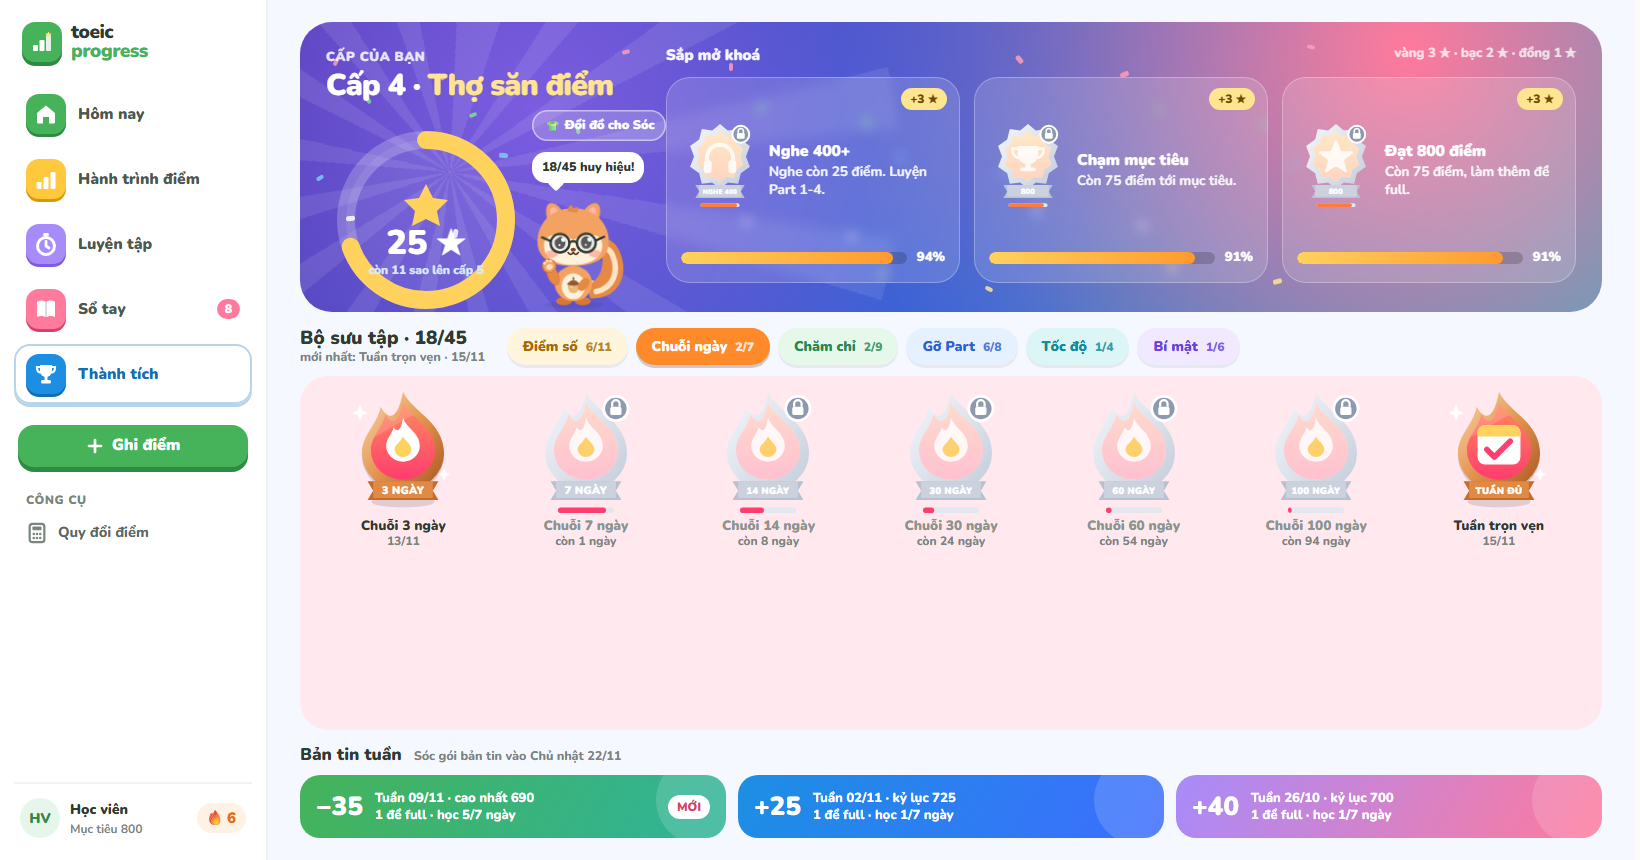 toeic
progress
Hôm nay
Hành trình điểm
Luyện tập
Sổ tay
8
Thành tích
+ Ghi điểm
CÔNG CỤ
Quy đổi điểm
HV
Học viên
Mục tiêu 800
6
CẤP CỦA BẠN
Cấp 4 · Thợ săn điểm
Đổi đồ cho Sóc
18/45 huy hiệu!
25 ★
còn 11 sao lên cấp 5
Sắp mở khoá
vàng 3 ★ · bạc 2 ★ · đồng 1 ★
+3 ★
NGHE 400
Nghe 400+
Nghe còn 25 điểm. Luyện
Part 1-4.
94%
+3 ★
800
Chạm mục tiêu
Còn 75 điểm tới mục tiêu.
91%
+3 ★
800
Đạt 800 điểm
Còn 75 điểm, làm thêm đề
full.
91%
Bộ sưu tập · 18/45
mới nhất: Tuần trọn vẹn · 15/11
Điểm số 6/11
Chuỗi ngày 2/7
Chăm chỉ 2/9
Gỡ Part 6/8
Tốc độ 1/4
Bí mật 1/6
3 NGÀY
Chuỗi 3 ngày
13/11
7 NGÀY
Chuỗi 7 ngày
còn 1 ngày
14 NGÀY
Chuỗi 14 ngày
còn 8 ngày
30 NGÀY
Chuỗi 30 ngày
còn 24 ngày
60 NGÀY
Chuỗi 60 ngày
còn 54 ngày
100 NGÀY
Chuỗi 100 ngày
còn 94 ngày
TUẦN ĐỦ
Tuần trọn vẹn
15/11
Bản tin tuần
Sóc gói bản tin vào Chủ nhật 22/11
−35
Tuần 09/11 · cao nhất 690
1 đề full · học 5/7 ngày
MỚI
+25
Tuần 02/11 · kỷ lục 725
1 đề full · học 1/7 ngày
+40
Tuần 26/10 · kỷ lục 700
1 đề full · học 1/7 ngày